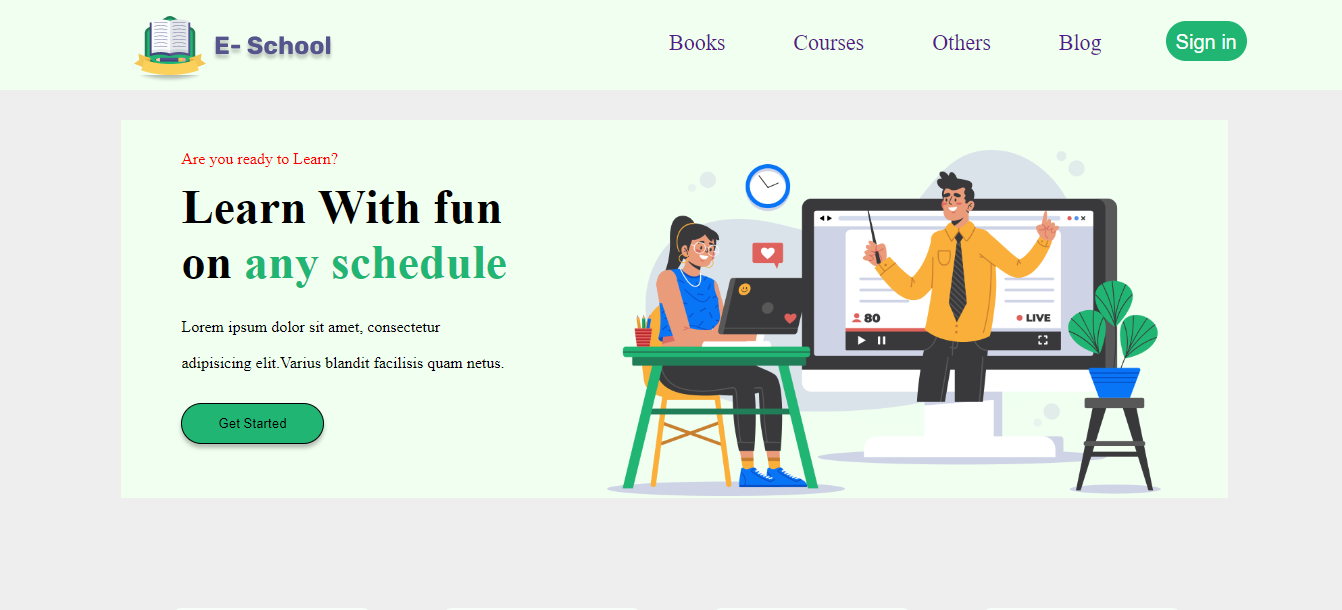 E- School
Books
Courses
Others
Blog
Sign in
Are you ready to Learn?
Learn With fun
on any schedule
Lorem ipsum dolor sit amet, consectetur
adipisicing elit.Varius blandit facilisis quam netus.
Get Started
80
LIVE